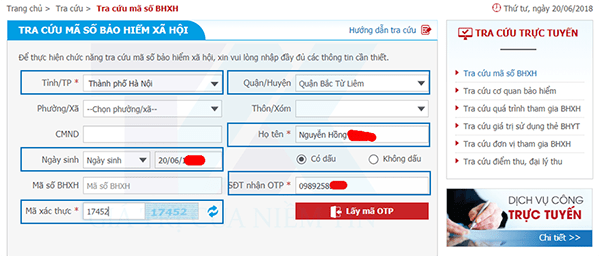 Trang chủ > Tra cứu > Tra cứu mã số BHXH
Thứ tư, ngày 20/06/2018
TRA CỨU MÃ SỐ BẢO HIỂM XÃ HỘI
Hướng dẫn tra cứu
Để thực hiện chức năng tra cứu mã số bảo hiểm xã hội, xin vui lòng nhập đầy đủ các thông tin cần thiết.
Tỉnh/TP * Thành phố Hà Nội
Quận/Huyện Quận Bắc Từ Liêm
Phường/Xã --Chọn phường/xã--
Thôn/Xóm
CMND
Họ tên * Nguyễn Hồng
Ngày sinh Ngày sinh 20/06/1
Có dấu Không dấu
Mã số BHXH Mã số BHXH
SĐT nhận OTP * 0989258
Mã xác thực * 17452 17452
Lấy mã OTP
TRA CỨU TRỰC TUYẾN
Tra cứu mã số BHXH
Tra cứu cơ quan bảo hiểm
Tra cứu quá trình tham gia BHXH
Tra cứu giá trị sử dụng thẻ BHYT
Tra cứu đơn vị tham gia BHXH
Tra cứu điểm thu, đại lý thu
DỊCH VỤ CÔNG
TRỰC TUYẾN
Chi tiết >>